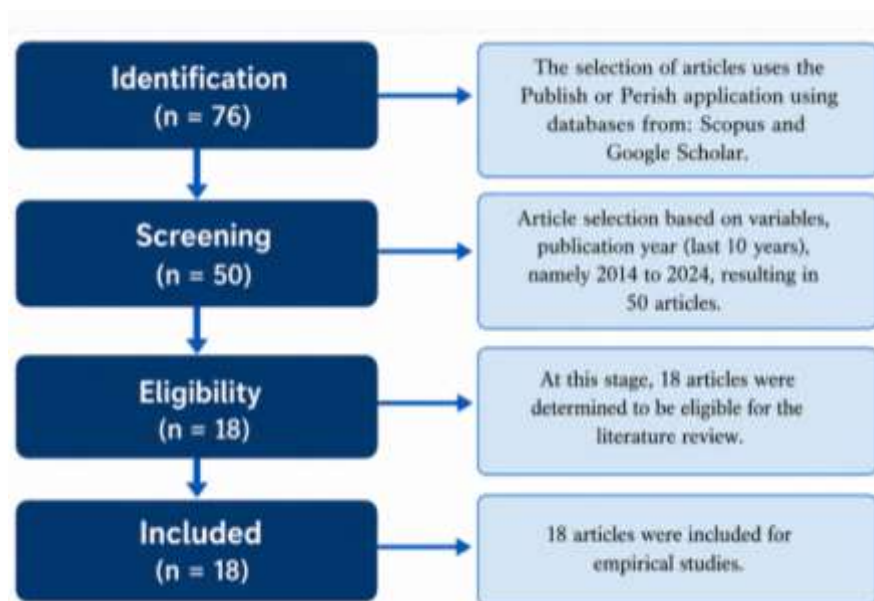 Identification
(n = 76)
The selection of articles uses the
Publish or Perish application using
databases from: Scopus and
Google Scholar.
Screening
(n = 50)
Article selection based on variables,
publication year (last 10 years),
namely 2014 to 2024, resulting in
50 articles.
Eligibility
(n = 18)
At this stage, 18 articles were
determined to be eligible for the
literature review.
Included
(n = 18)
18 articles were included for
empirical studies.